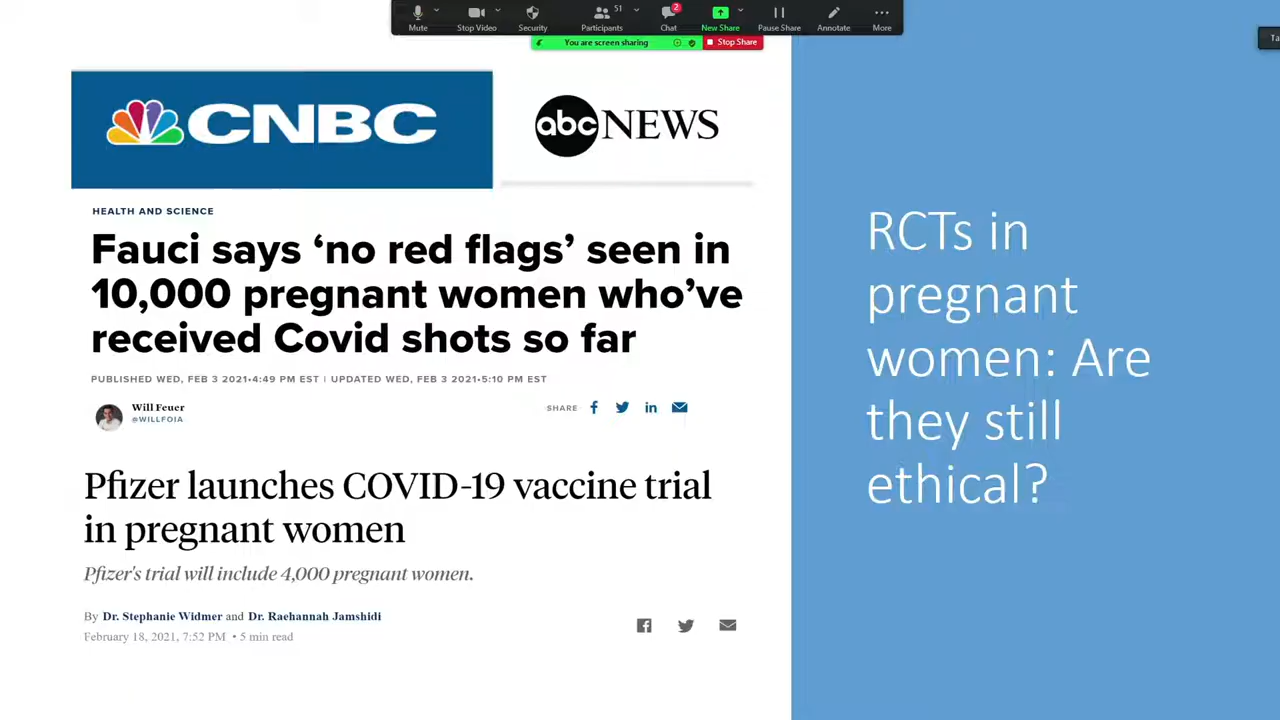 51
2
Mute
Stop Video
Security
Participants
Chat
New Share
Pause Share
Annotate
More
You are screen sharing
Stop Share
Ta
CNBC
abc NEWS
HEALTH AND SCIENCE
Fauci says ‘no red flags’ seen in
10,000 pregnant women who’ve
received Covid shots so far
PUBLISHED WED, FEB 3 2021•4:49 PM EST | UPDATED WED, FEB 3 2021•5:10 PM EST
Will Feuer
@WILLFOIA
SHARE
Pfizer launches COVID-19 vaccine trial
in pregnant women
Pfizer's trial will include 4,000 pregnant women.
By Dr. Stephanie Widmer and Dr. Raehannah Jamshidi
February 18, 2021, 7:52 PM • 5 min read
RCTs in
pregnant
women: Are
they still
ethical?